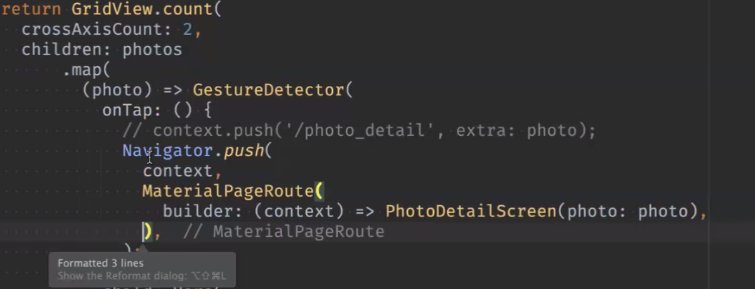 return GridView.count(
crossAxisCount: 2,
children: photos
.map(
(photo) => GestureDetector(
onTap: () {
// context.push('/photo_detail', extra: photo);
Navigator.push(
context,
MaterialPageRoute(
builder: (context) => PhotoDetailScreen(photo: photo),
), // MaterialPageRoute
Formatted 3 lines
Show the Reformat dialog: ⌥⇧⌘L